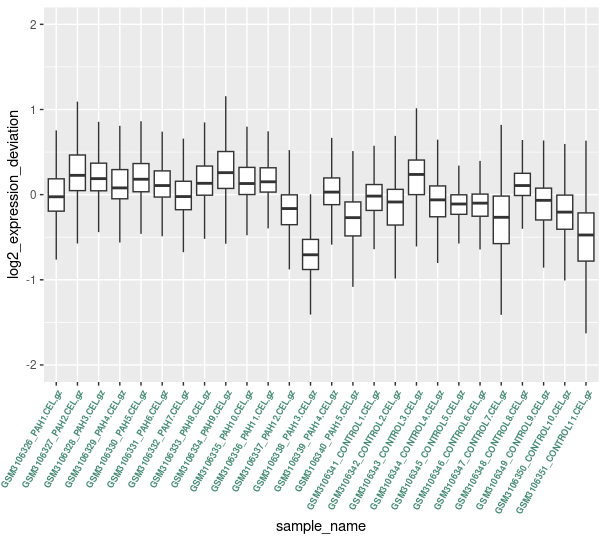 2
1
0
-1
-2
log2_expression_deviation
GSM3106326_PAH1.CEL.gz
GSM3106327_PAH2.CEL.gz
GSM3106328_PAH3.CEL.gz
GSM3106329_PAH4.CEL.gz
GSM3106330_PAH5.CEL.gz
GSM3106331_PAH6.CEL.gz
GSM3106332_PAH7.CEL.gz
GSM3106333_PAH8.CEL.gz
GSM3106334_PAH9.CEL.gz
GSM3106335_PAH10.CEL.gz
GSM3106336_PAH11.CEL.gz
GSM3106337_PAH12.CEL.gz
GSM3106338_PAH13.CEL.gz
GSM3106339_PAH14.CEL.gz
GSM3106340_PAH15.CEL.gz
GSM3106341_CONTROL1.CEL.gz
GSM3106342_CONTROL2.CEL.gz
GSM3106343_CONTROL3.CEL.gz
GSM3106344_CONTROL4.CEL.gz
GSM3106345_CONTROL5.CEL.gz
GSM3106346_CONTROL6.CEL.gz
GSM3106347_CONTROL7.CEL.gz
GSM3106348_CONTROL8.CEL.gz
GSM3106349_CONTROL9.CEL.gz
GSM3106350_CONTROL10.CEL.gz
GSM3106351_CONTROL11.CEL.gz
sample_name